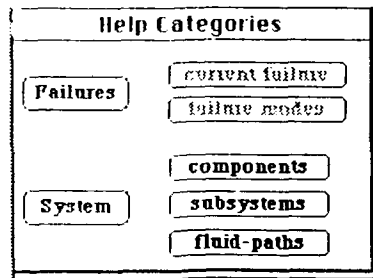 Help Categories
Failures
current failure
failure modes
System
components
subsystems
fluid-paths